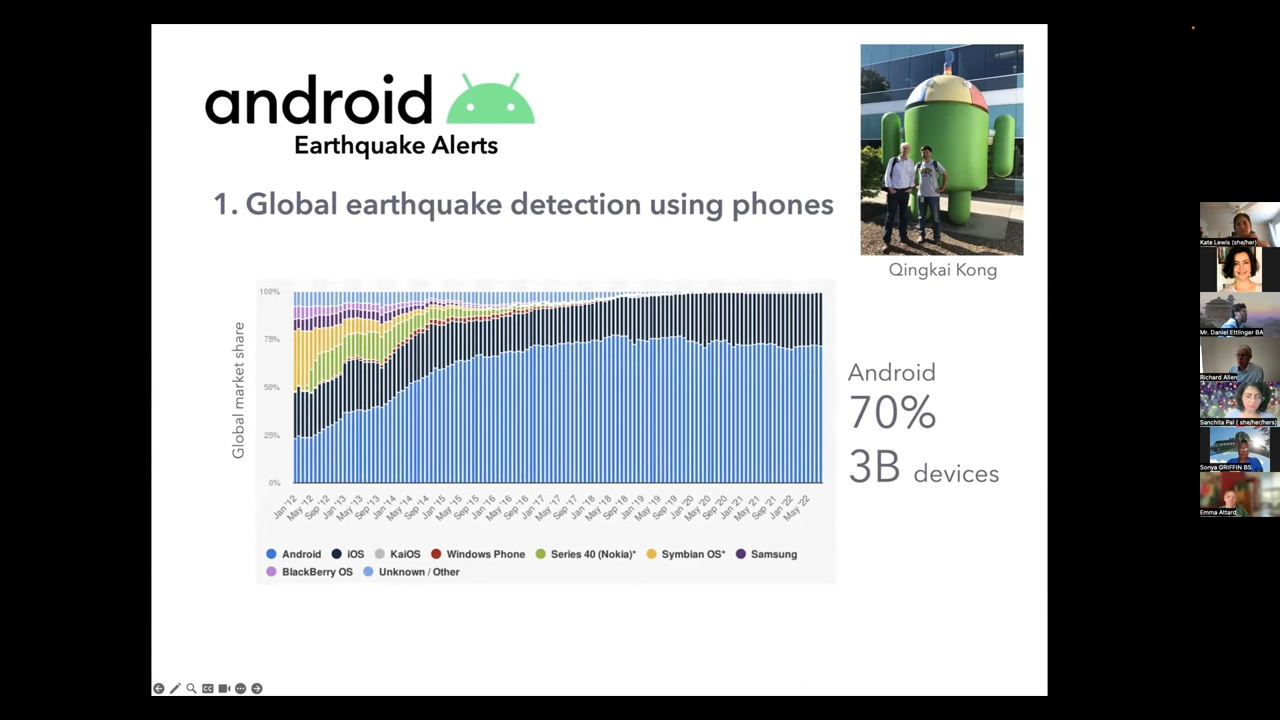 android
Earthquake Alerts
1. Global earthquake detection using phones
Qingkai Kong
Global market share
100%
75%
50%
25%
0%
Jan '12
May '12
Sep '12
Jan '13
May '13
Sep '13
Jan '14
May '14
Sep '14
Jan '15
May '15
Sep '15
Jan '16
May '16
Sep '16
Jan '17
May '17
Sep '17
Jan '18
May '18
Sep '18
Jan '19
May '19
Sep '19
Jan '20
May '20
Sep '20
Jan '21
May '21
Sep '21
Jan '22
May '22
Android iOS KaiOS Windows Phone Series 40 (Nokia)* Symbian OS* Samsung
BlackBerry OS Unknown / Other
Android
70%
3B devices
Kate Lewis (she/her)
Mr. Daniel Ettlinger BA
Richard Allen
Sanchita Pal ( she/her/hers)
Sonya GRIFFIN BS
Emma Attard